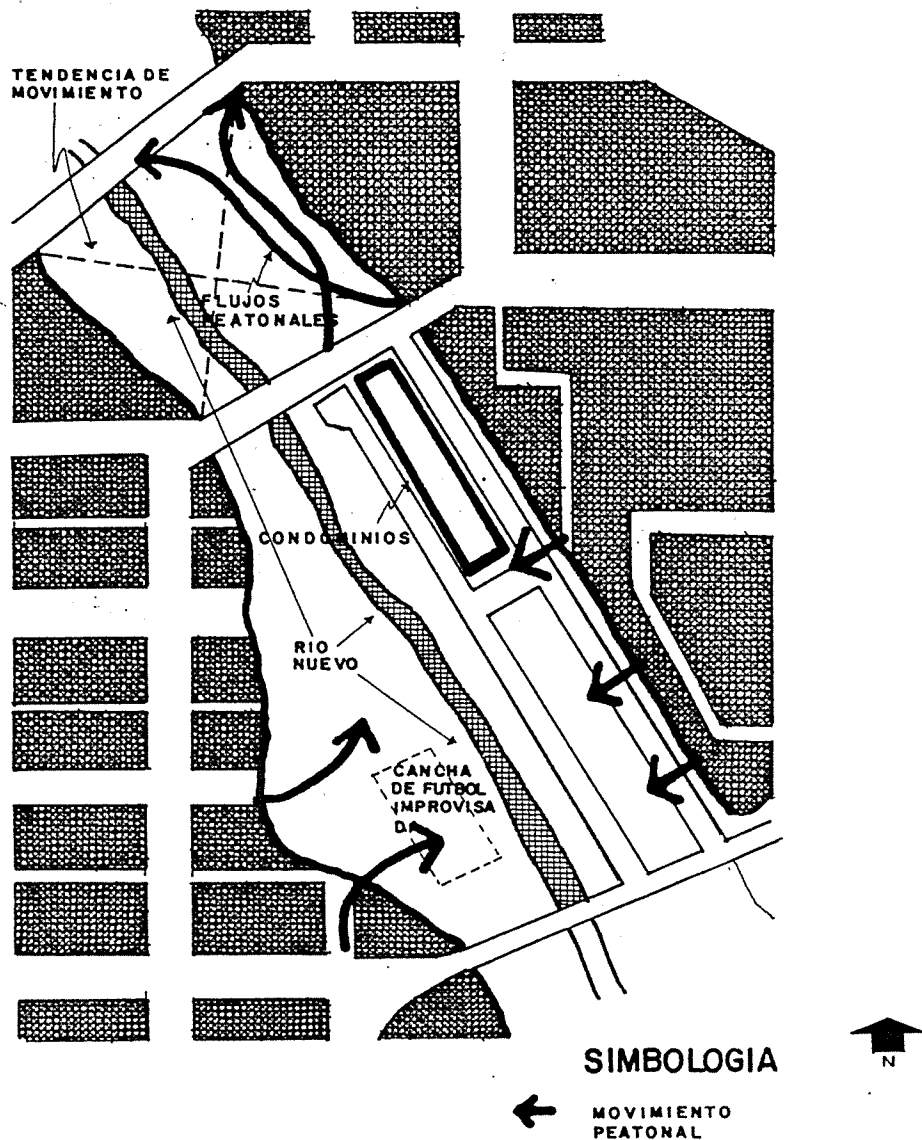 TENDENCIA DE
MOVIMIENTO
FLUJOS
PEATONALES
CONDOMINIOS
RIO
NUEVO
CANCHA
DE FUTBOL
IMPROVISA
DA
SIMBOLOGIA
N
MOVIMIENTO
PEATONAL